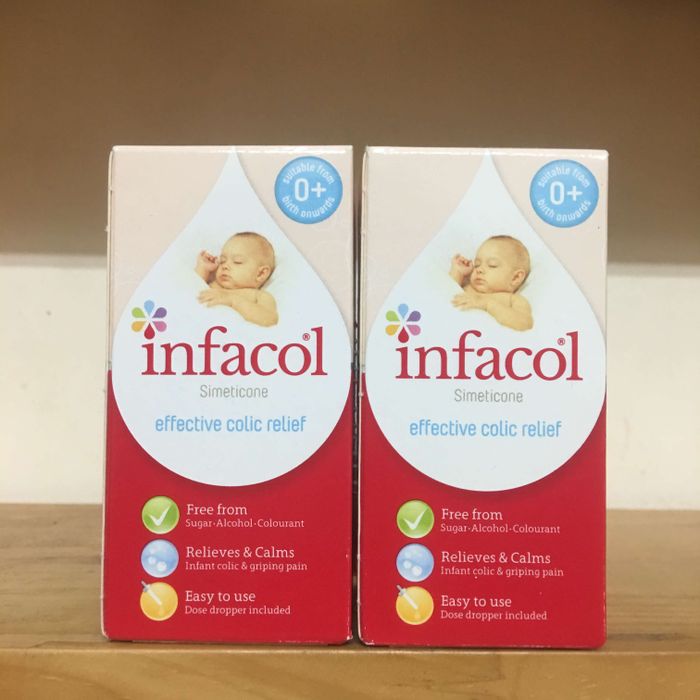 suitable from
0+
birth onwards
infacol®
Simeticone
effective colic relief
Free from
Sugar-Alcohol-Colourant
Relieves & Calms
Infant colic & griping pain
Easy to use
Dose dropper included
suitable from
0+
birth onwards
infacol®
Simeticone
effective colic relief
Free from
Sugar-Alcohol-Colourant
Relieves & Calms
Infant colic & griping pain
Easy to use
Dose dropper included